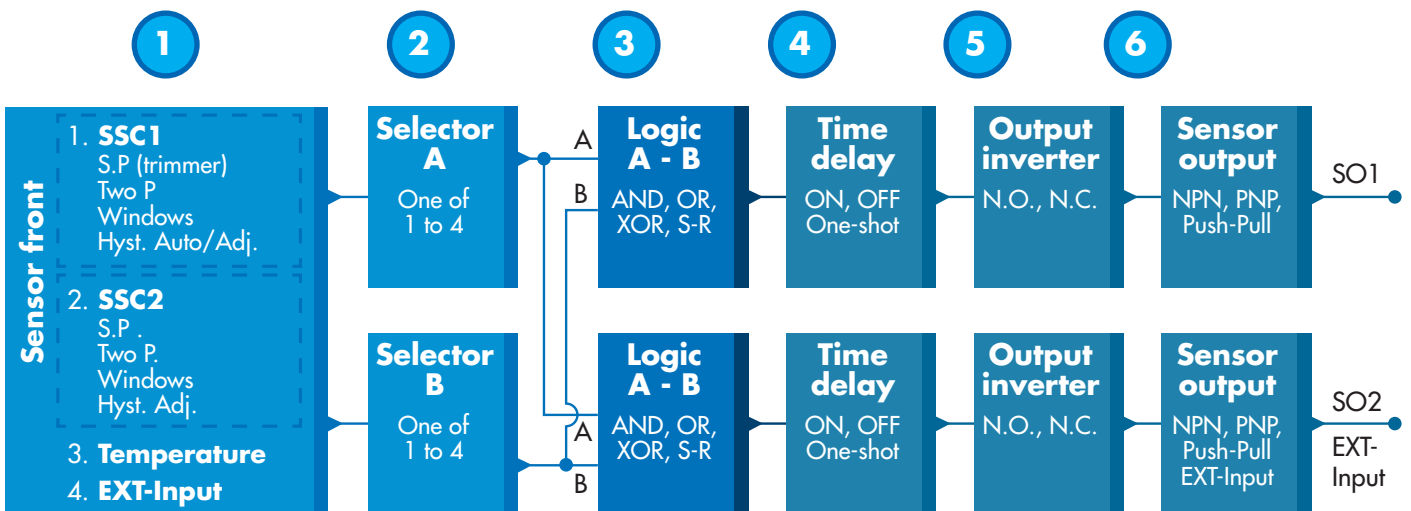 1
2
3
4
5
6
Sensor front
1. SSC1
S.P (trimmer)
Two P
Windows
Hyst. Auto/Adj.
2. SSC2
S.P .
Two P.
Windows
Hyst. Adj.
3. Temperature
4. EXT-Input
Selector
A
One of
1 to 4
A
B
Logic
A - B
AND, OR,
XOR, S-R
Time
delay
ON, OFF
One-shot
Output
inverter
N.O., N.C.
Sensor
output
NPN, PNP,
Push-Pull
SO1
Selector
B
One of
1 to 4
A
B
Logic
A - B
AND, OR,
XOR, S-R
Time
delay
ON, OFF
One-shot
Output
inverter
N.O., N.C.
Sensor
output
NPN, PNP,
Push-Pull
EXT-Input
SO2
EXT-
Input